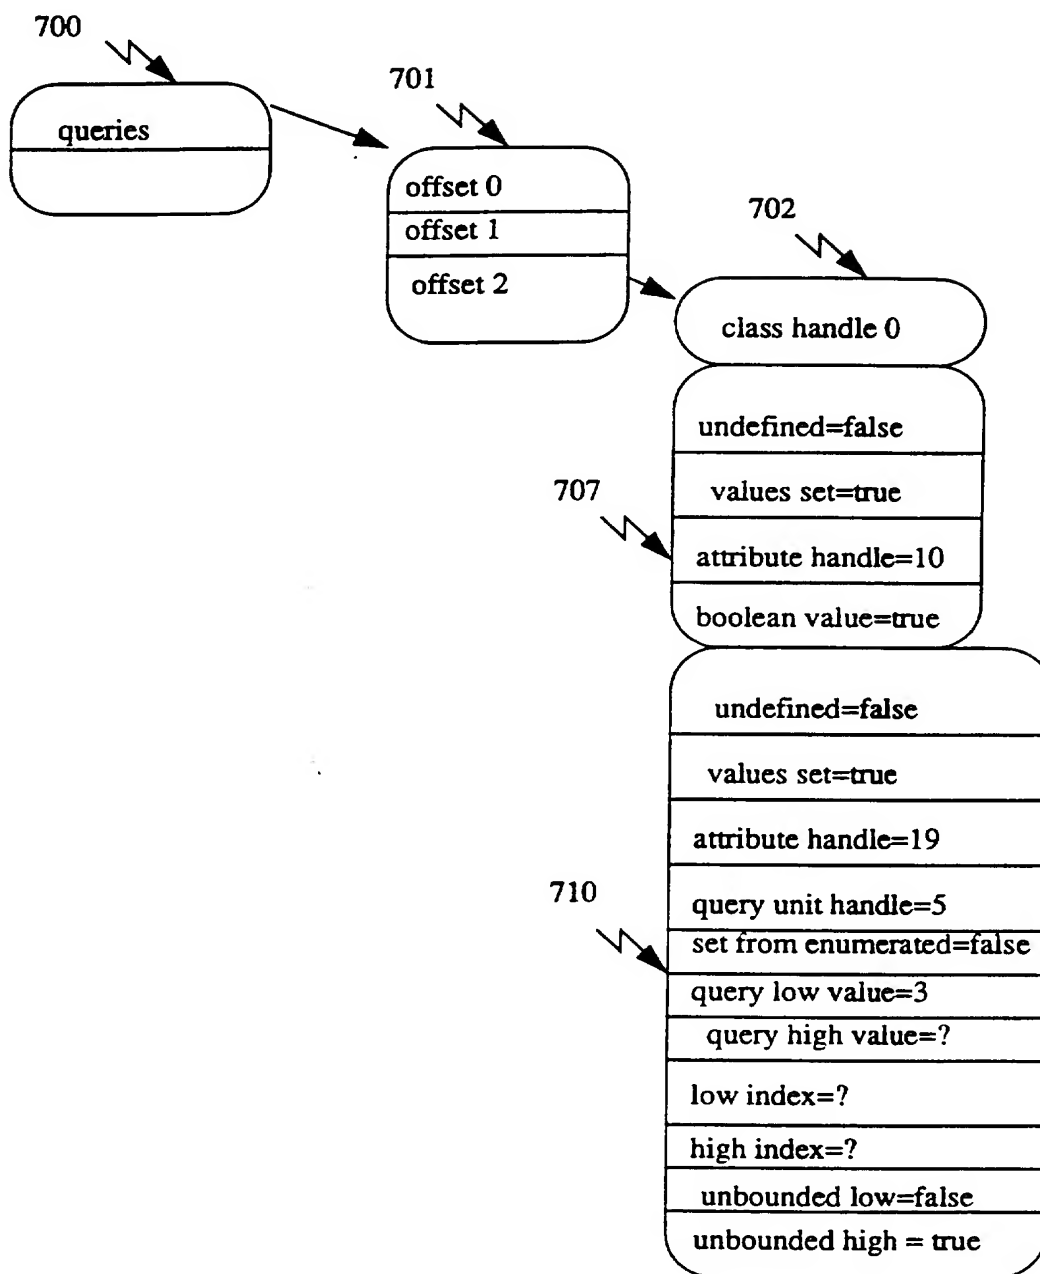 700
queries
701
offset 0
offset 1
offset 2
702
class handle 0
undefined=false
values set=true
707
attribute handle=10
boolean value=true
undefined=false
values set=true
attribute handle=19
710
query unit handle=5
set from enumerated=false
query low value=3
query high value=?
low index=?
high index=?
unbounded low=false
unbounded high = true